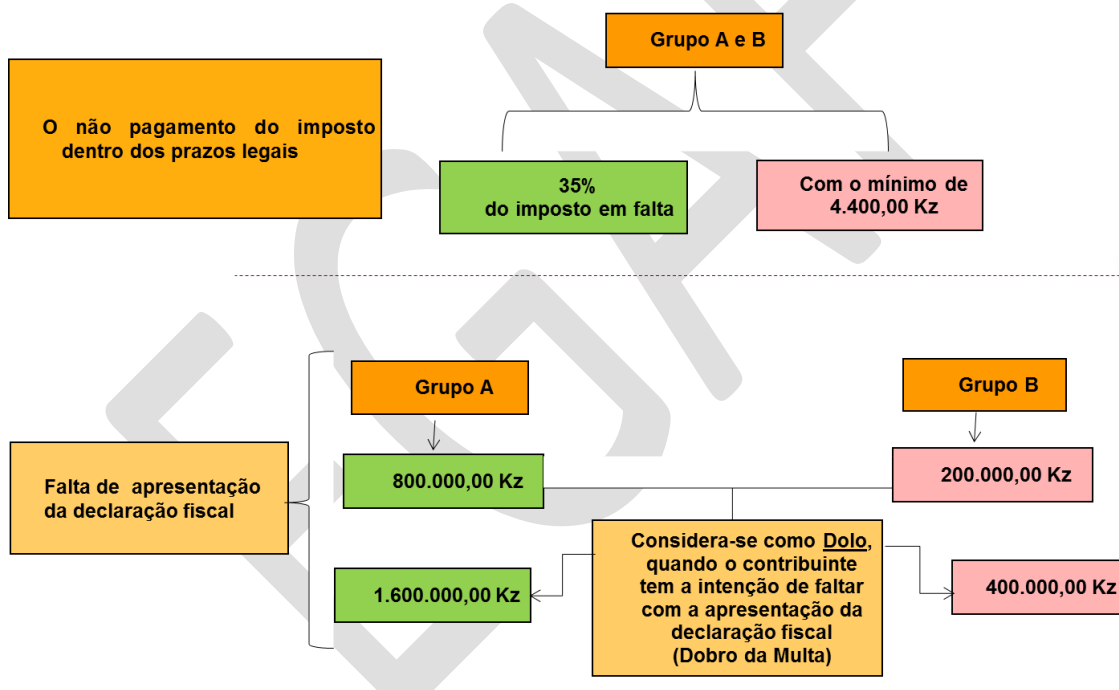 Grupo A e B
O não pagamento do imposto
dentro dos prazos legais
35%
do imposto em falta
Com o mínimo de
4.400,00 Kz
Grupo A
Grupo B
800.000,00 Kz
200.000,00 Kz
Falta de apresentação
da declaração fiscal
Considera-se como Dolo,
quando o contribuinte
tem a intenção de faltar
com a apresentação da
declaração fiscal
(Dobro da Multa)
1.600.000,00 Kz
400.000,00 Kz